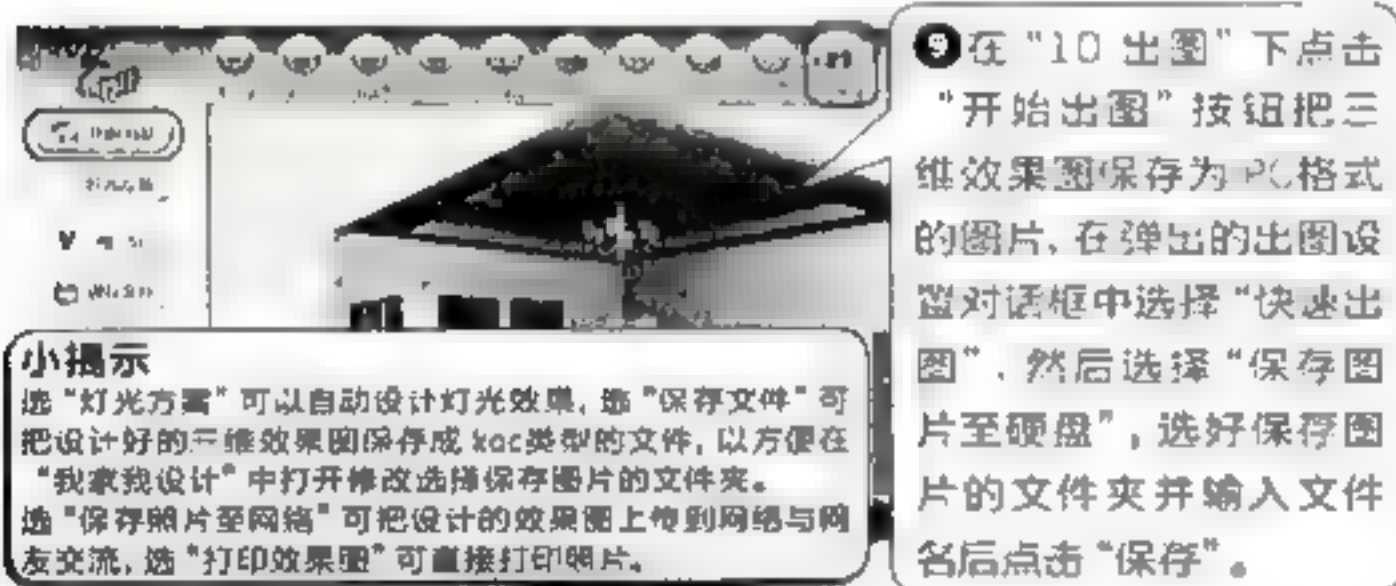 ❾在“10 出图”下点击
“开始出图”按钮把三
维效果图保存为 格式
的图片, 在弹出的出图设
置对话框中选择“快速出
图”, 然后选择“保存图
片至硬盘”, 选好保存图
片的文件夹并输入文件
名后点击“保存”。
小提示
选“灯光方案”可以自动设计灯光效果, 选“保存文件”可
把设计好的三维效果图保存成 kac类型的文件, 以方便在
“我家我设计”中打开修改选择保存图片的文件夹。
选“保存照片至网络”可把设计的效果图上传到网络与网
友交流, 选“打印效果图”可直接打印照片。